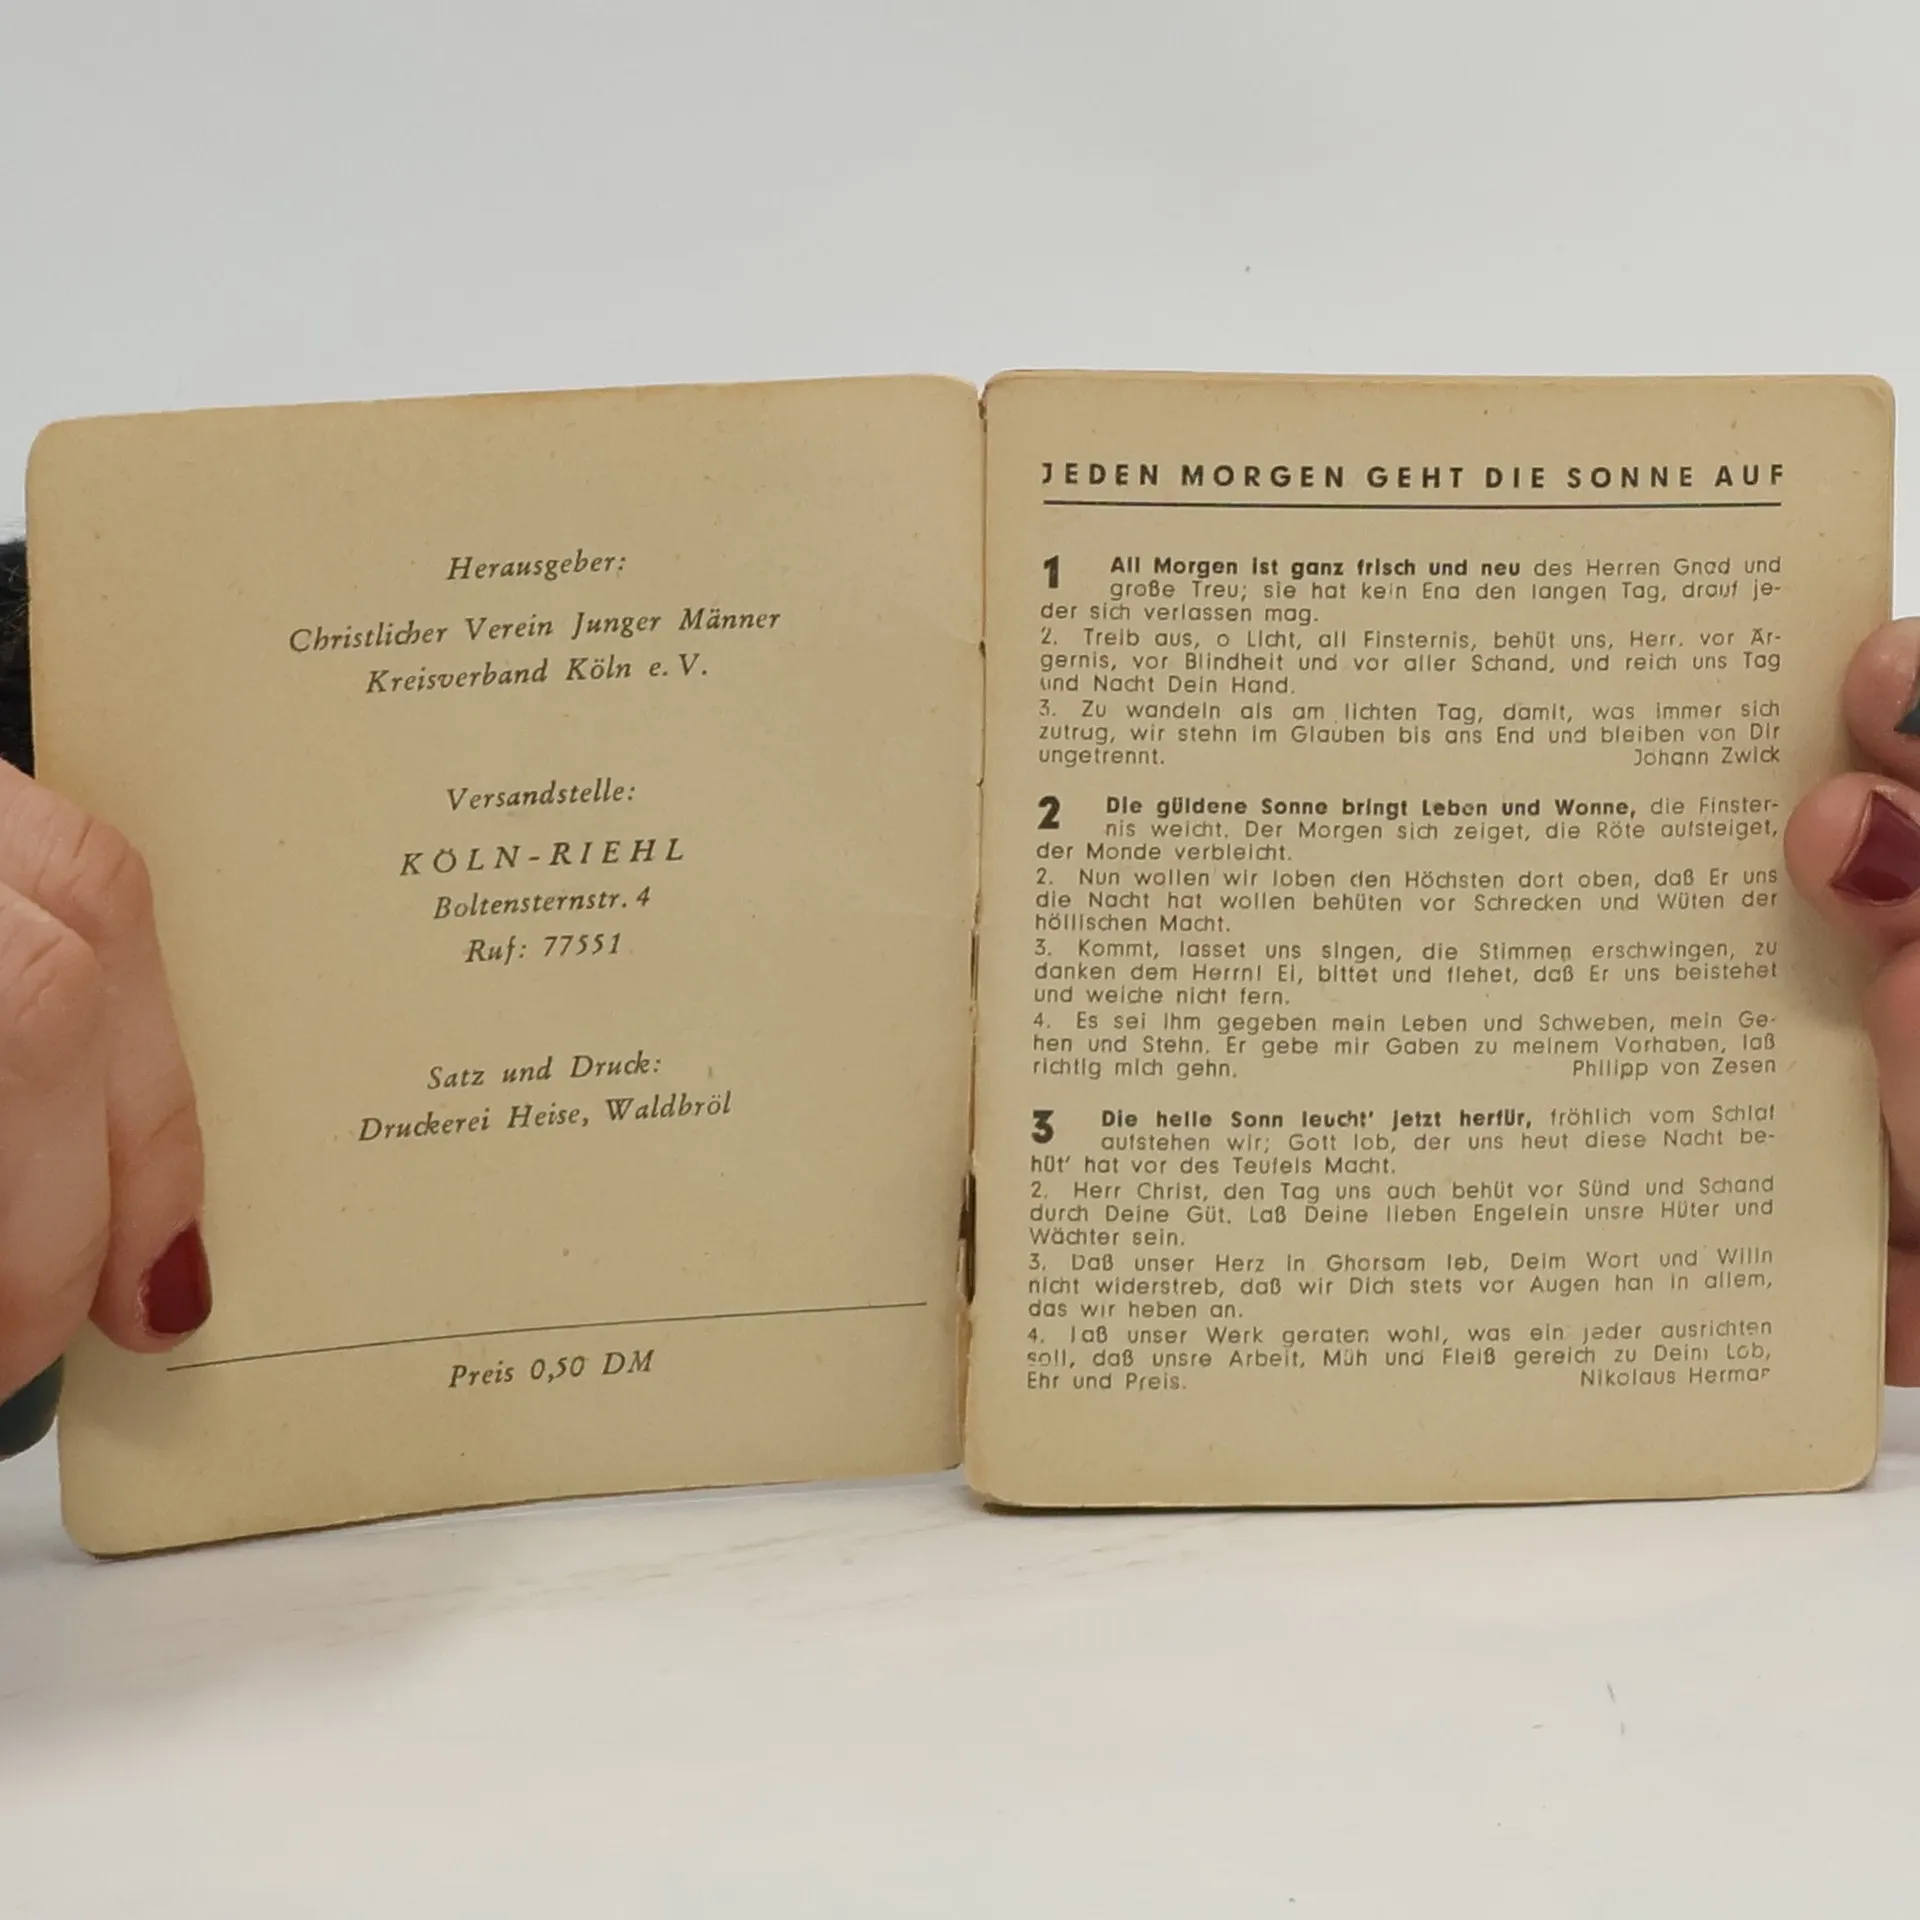 Herausgeber:
Christlicher Verein Junger Männer
Kreisverband Köln e. V.
Versandstelle:
KÖLN-RIEHL
Boltensternstr. 4
Ruf: 77551
Satz und Druck:
Druckerei Heise, Waldbröl
Preis 0,50 DM
JEDEN MORGEN GEHT DIE SONNE AUF
1 All Morgen ist ganz frisch und neu des Herren Gnad und
große Treu; sie hat kein End den langen Tag, drauf je-
der sich verlassen mag.
2. Treib aus, o Licht, all Finsternis, behüt uns, Herr, vor Är-
gernis, vor Blindheit und vor aller Schand, und reich uns Tag
und Nacht Dein Hand.
3. Zu wandeln als am lichten Tag, damit, was immer sich
zutrug, wir stehn im Glauben bis ans End und bleiben von Dir
ungetrennt. Johann Zwick
2 Die güldene Sonne bringt Leben und Wonne, die Finster-
nis weicht. Der Morgen sich zeiget, die Röte aufsteiget,
der Monde verbleicht.
2. Nun wollen wir loben den Höchsten dort oben, daß Er uns
die Nacht hat wollen behüten vor Schrecken und Wüten der
höllischen Macht.
3. Kommt, lasset uns singen, die Stimmen erschwingen, zu
danken dem Herrn! Ei, bittet und flehet, daß Er uns beistehet
und weiche nicht fern.
4. Es sei Ihm gegeben mein Leben und Schweben, mein Ge-
hen und Stehn. Er gebe mir Gaben zu meinem Vorhaben, laß
richtig mich gehn. Philipp von Zesen
3 Die helle Sonn leucht' jetzt herfür, fröhlich vom Schlaf
aufstehen wir; Gott lob, der uns heut diese Nacht be-
hüt' hat vor des Teufels Macht.
2. Herr Christ, den Tag uns auch behüt vor Sünd und Schand
durch Deine Güt. Laß Deine lieben Engelein unsre Hüter und
Wächter sein.
3. Daß unser Herz in Ghorsam leb, Deim Wort und Willn
nicht widerstreb, daß wir Dich stets vor Augen han in allem,
das wir heben an.
4. Laß unser Werk geraten wohl, was ein jeder ausrichten
soll, daß unsre Arbeit, Müh und Fleiß gereich zu Deim Lob,
Ehr und Preis. Nikolaus Herman